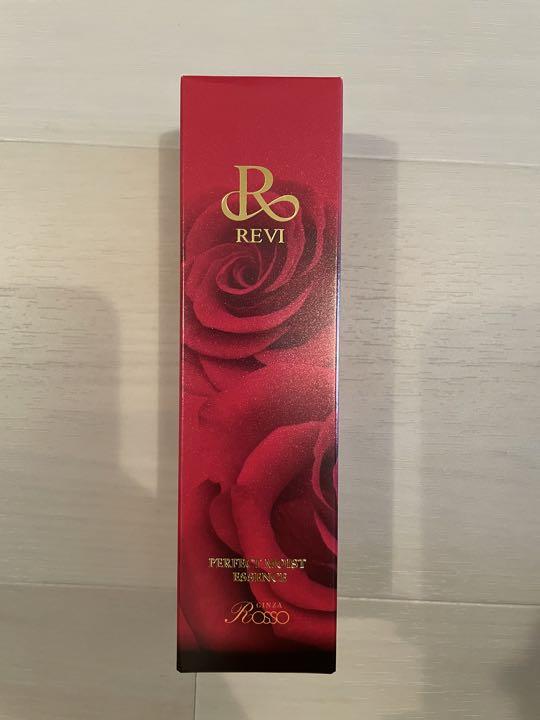 R
REVI
PERFECT MOIST
ESSENCE
GINZA
Rosso